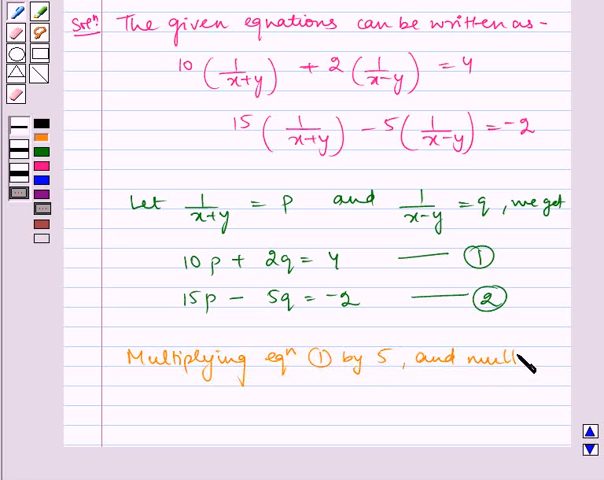 Solⁿ The given equations can be written as-
10 (1/(x+y)) + 2 (1/(x-y)) = 4
15 (1/(x+y)) - 5 (1/(x-y)) = -2
Let 1/(x+y) = p and 1/(x-y) = q, we get
10p + 2q = 4 —— ①
15p - 5q = -2 —— ②
Multiplying eqⁿ ① by 5, and mult